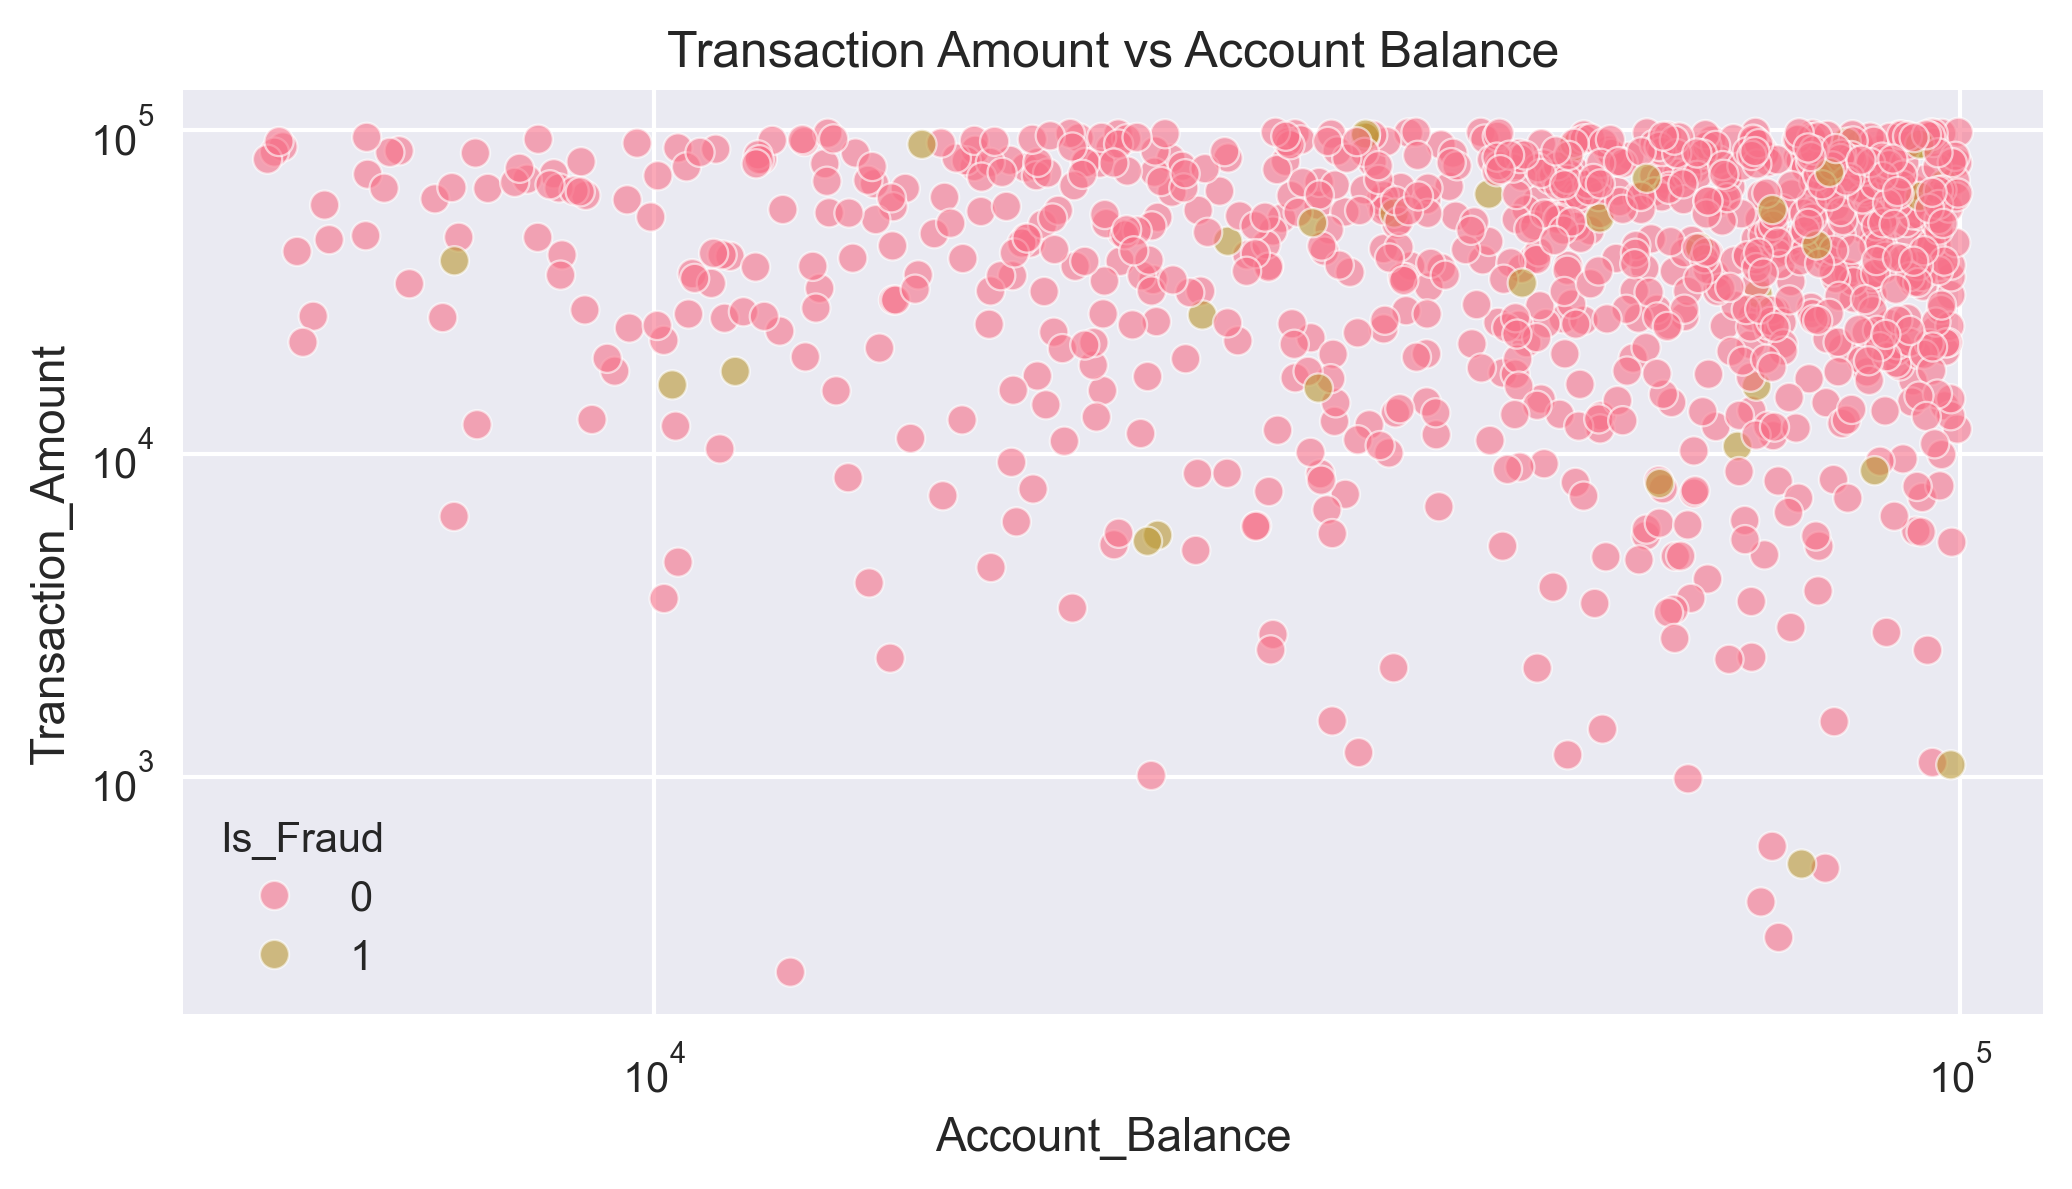 Transaction Amount vs Account Balance
Transaction_Amount
10^5
10^4
10^3
Is_Fraud
0
1
10^4
10^5
Account_Balance